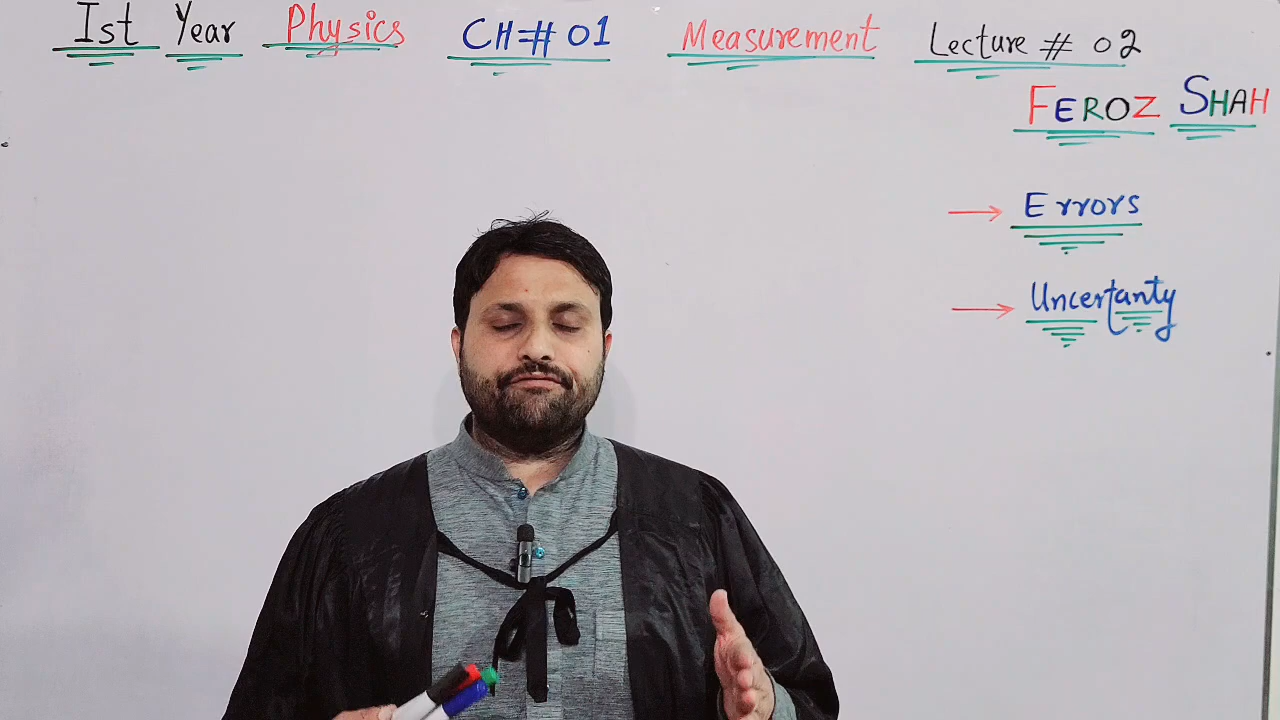 Ist Year Physics CH=# 01 Measurement Lecture # 02
FEROZ SHAH
→ Errors
→ Uncertanty